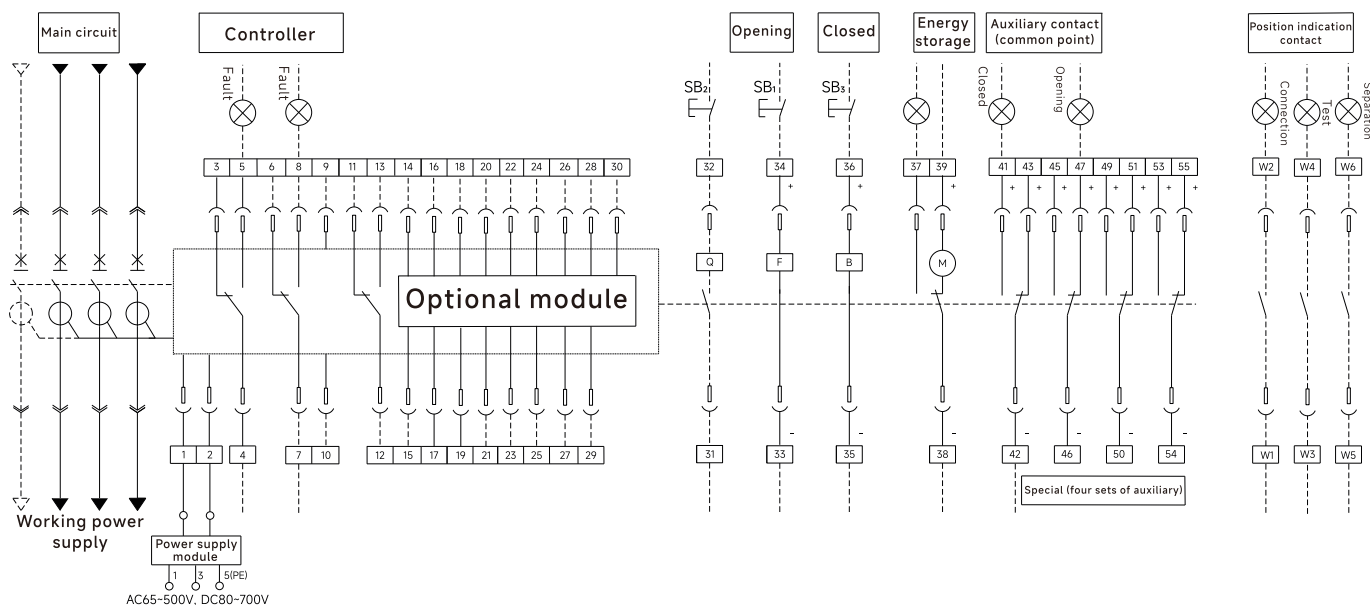 Main circuit
Controller
Opening
Closed
Energy
storage
Auxiliary contact
(common point)
Position indication
contact
Fault
Fault
SB₂
SB₁
SB₃
Closed
Opening
Connection
Test
Separation
3 5 6 8 9 11 13 14 16 18 20 22 24 26 28 30
32
34
36
37 39
41 43 45 47 49 51 53 55
W2
W4
W6
+
+
+
+ + + + + + + +
Q
F
B
M
Optional module
-
-
-
- - - -
1 2 4
7 10
12 15 17 19 21 23 25 27 29
31
33
35
38
42
46
50
54
W1
W3
W5
Special (four sets of auxiliary)
Working power
supply
Power supply
module
1 3 5(PE)
AC65~500V, DC80~700V